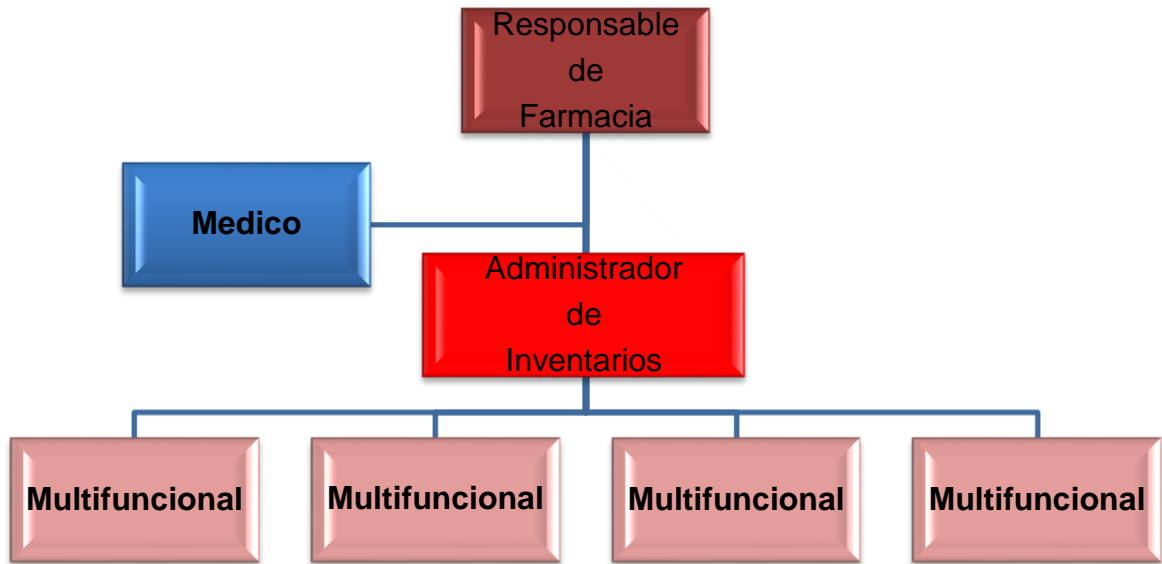 Responsable
de
Farmacia
Medico
Administrador
de
Inventarios
Multifuncional
Multifuncional
Multifuncional
Multifuncional